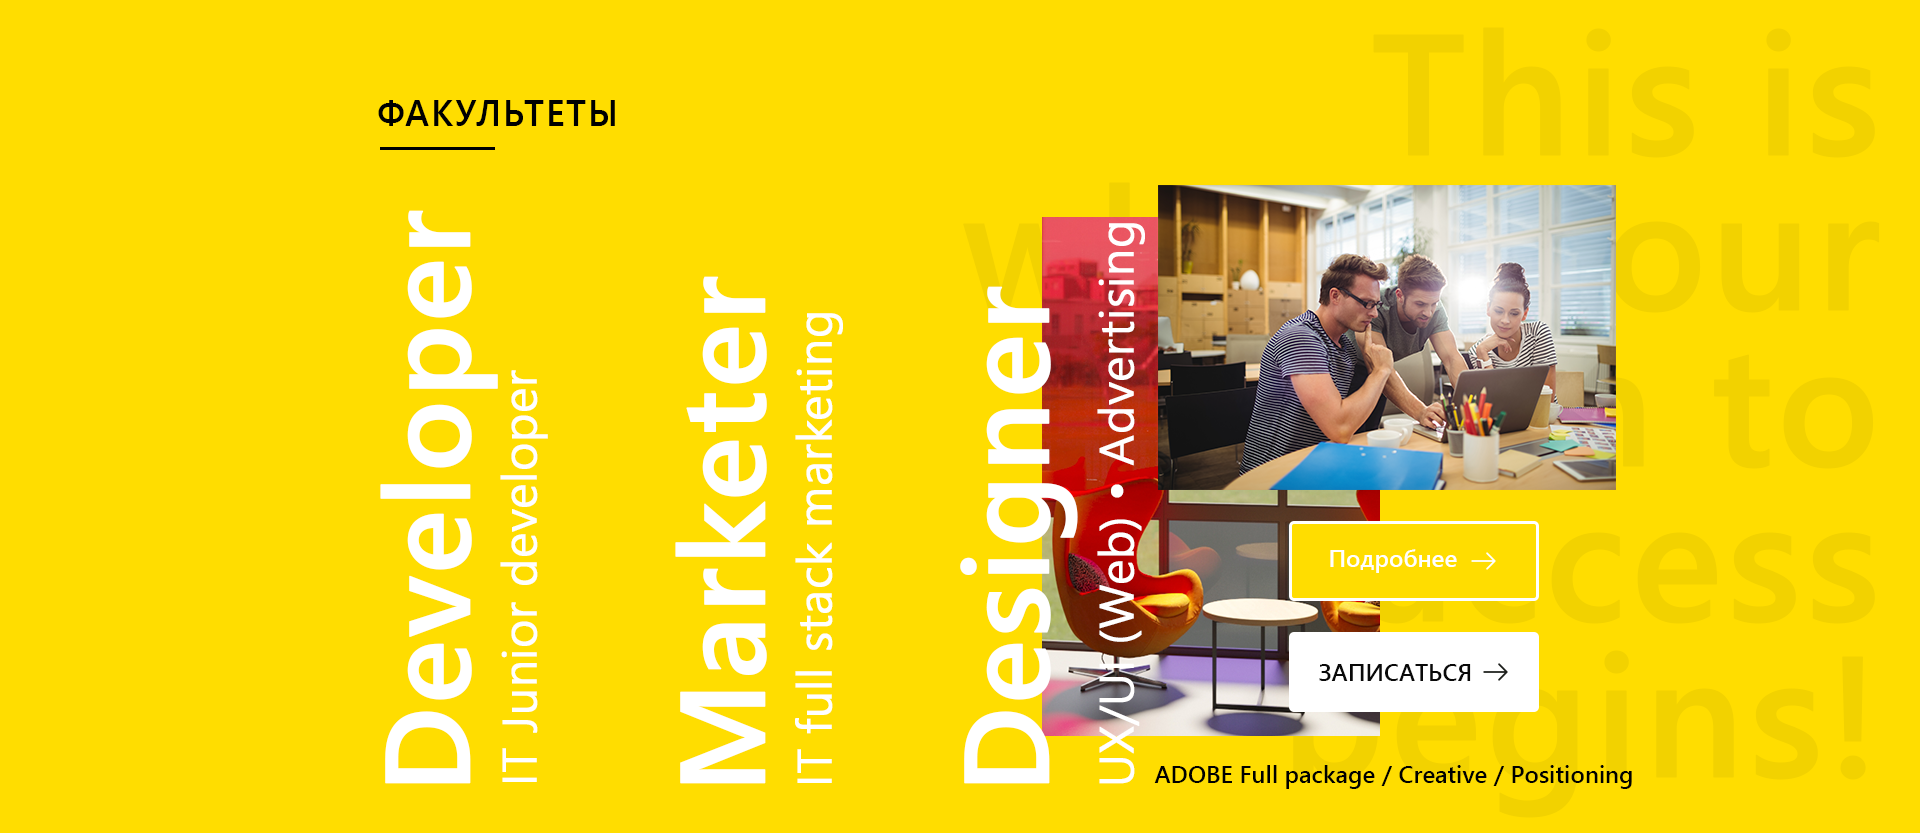 ФАКУЛЬТЕТЫ
Developer
IT Junior developer
Marketer
IT full stack marketing
Designer
UX/UI (Web) • Advertising
Подробнее →
ЗАПИСАТЬСЯ →
ADOBE Full package / Creative / Positioning
This is
our
to
begins!